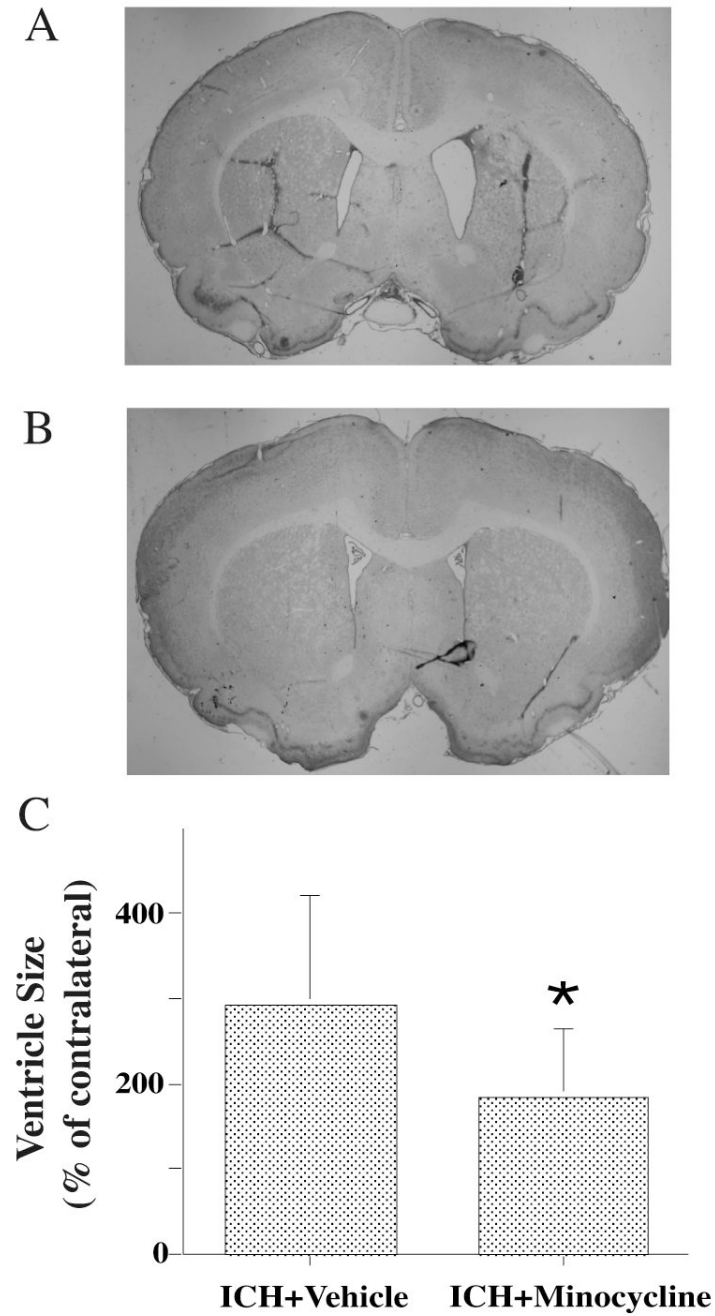 A
B
C
Ventricle Size
(% of contralateral)
400
200
0
*
ICH+Vehicle
ICH+Minocycline